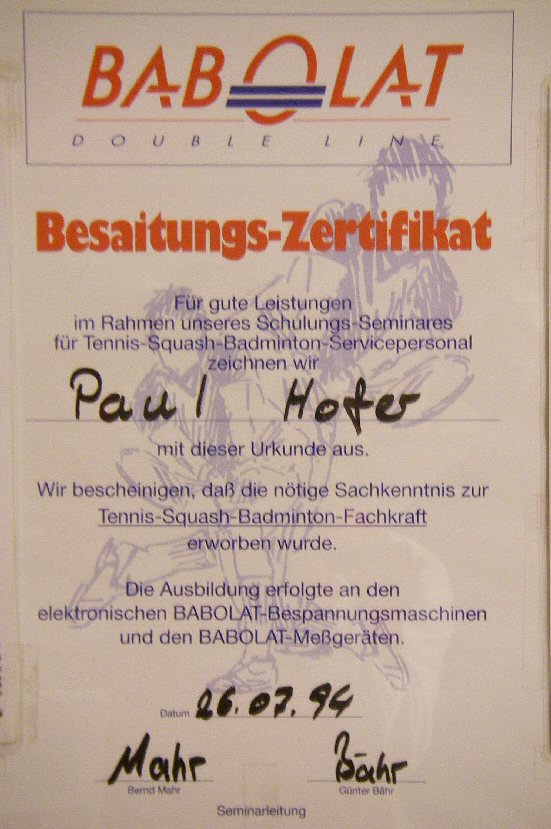 BABOLAT
DOUBLE LINE
Besaitungs-Zertifikat
Für gute Leistungen
im Rahmen unseres Schulungs-Seminares
für Tennis-Squash-Badminton-Servicepersonal
zeichnen wir
Paul Hofer
mit dieser Urkunde aus.
Wir bescheinigen, daß die nötige Sachkenntnis zur
Tennis-Squash-Badminton-Fachkraft
erworben wurde.
Die Ausbildung erfolgte an den
elektronischen BABOLAT-Bespannungsmaschinen
und den BABOLAT-Meßgeräten.
Datum 26.07.94
Mahr Bähr
Bernd Mahr Günter Bähr
Seminarleitung